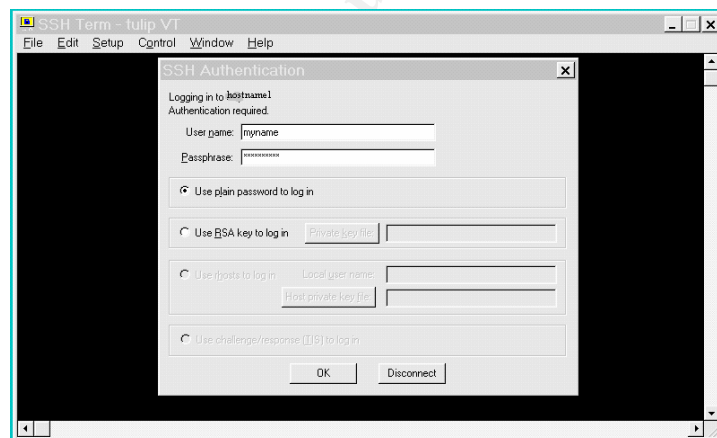 SSH Term - tulip VT
File Edit Setup Control Window Help
SSH Authentication
Logging in to hostname1
Authentication required.
User name: myname
Passphrase: **********
Use plain password to log in
Use RSA key to log in Private key file:
Use rhosts to log in Local user name:
Host private key file:
Use challenge/response (TIS) to log in
OK Disconnect